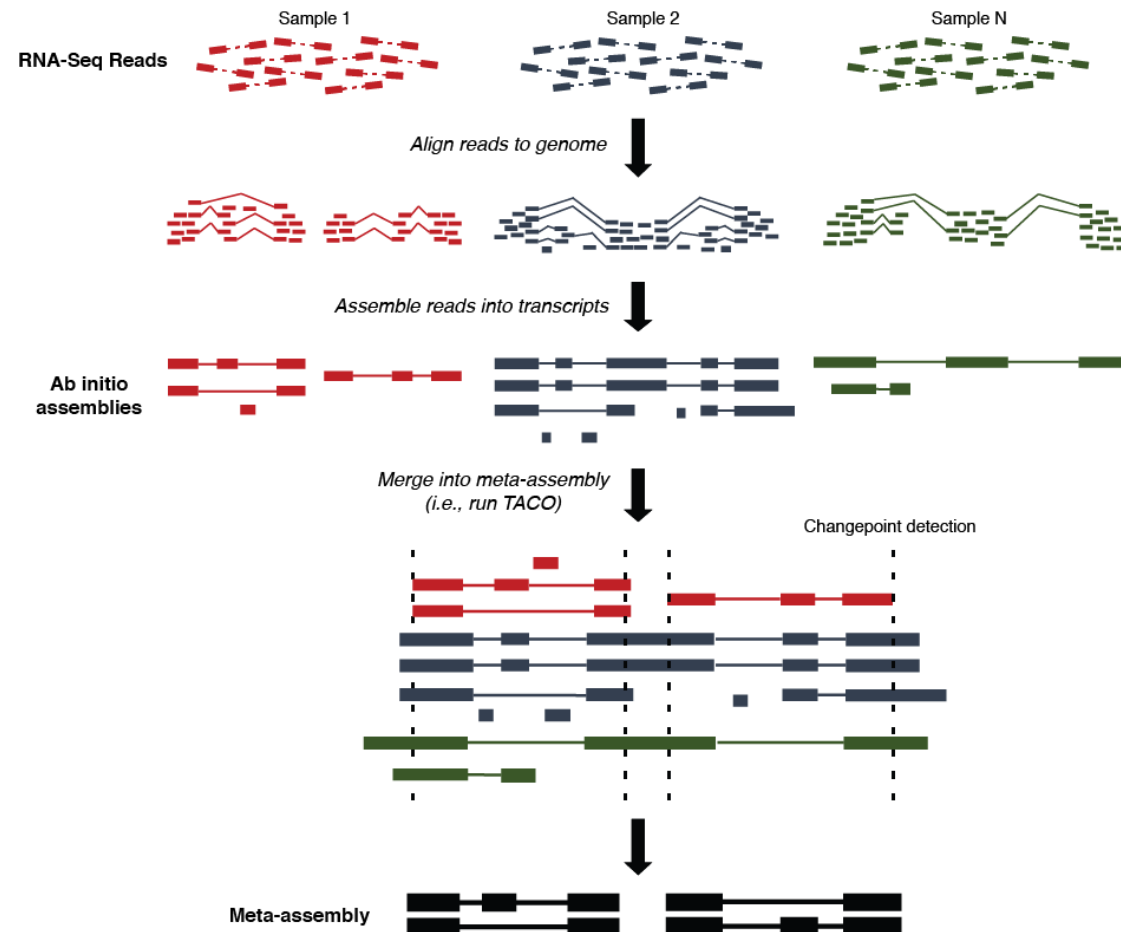 Sample 1
Sample 2
Sample N
RNA-Seq Reads
Align reads to genome
Assemble reads into transcripts
Ab initio
assemblies
Merge into meta-assembly
(i.e., run TACO)
Changepoint detection
Meta-assembly